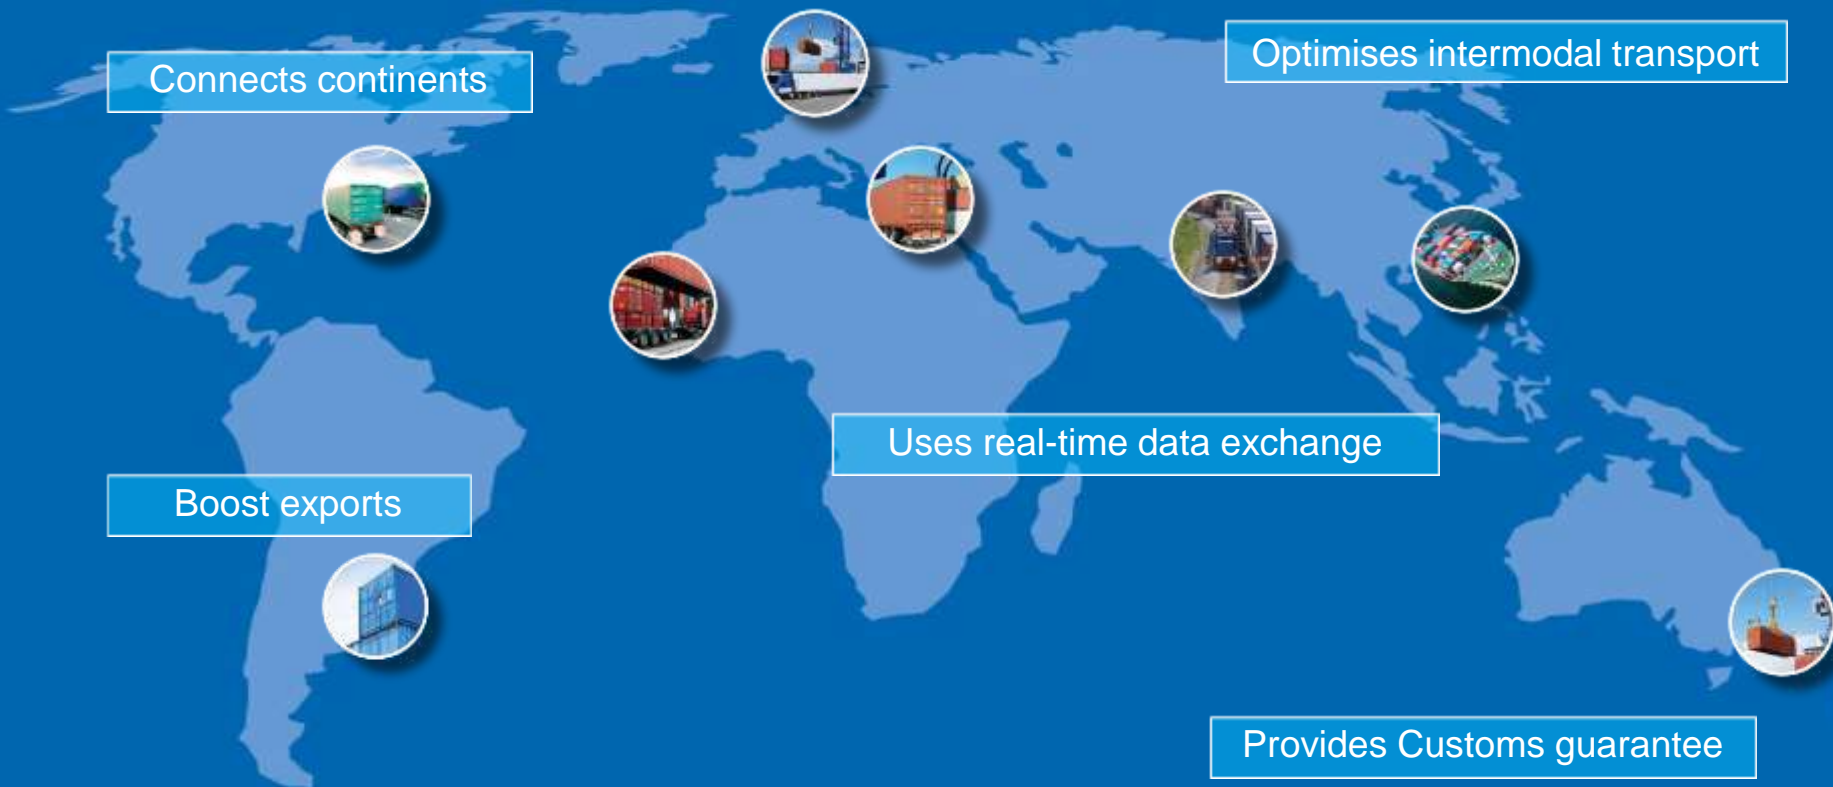 Connects continents
Optimises intermodal transport
Uses real-time data exchange
Boost exports
Provides Customs guarantee